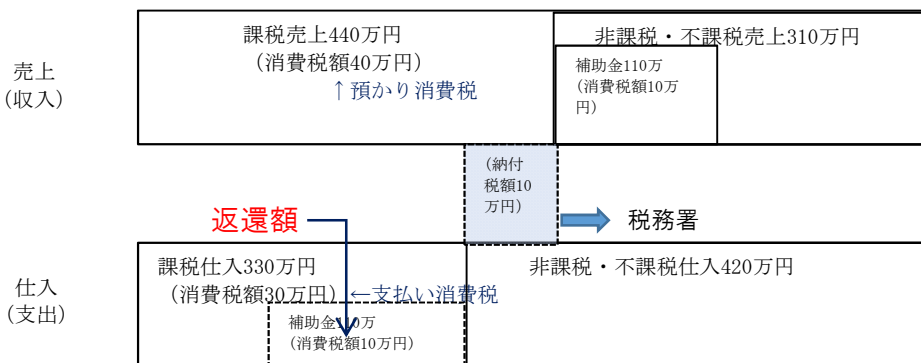 課税売上440万円
（消費税額40万円）
↑預かり消費税
非課税・不課税売上310万円
補助金110万
（消費税額10万
円）
売上
（収入）
（納付
税額10
万円）
返還額
税務署
課税仕入330万円
（消費税額30万円）←支払い消費税
補助金110万
（消費税額10万円）
非課税・不課税仕入420万円
仕入
（支出）